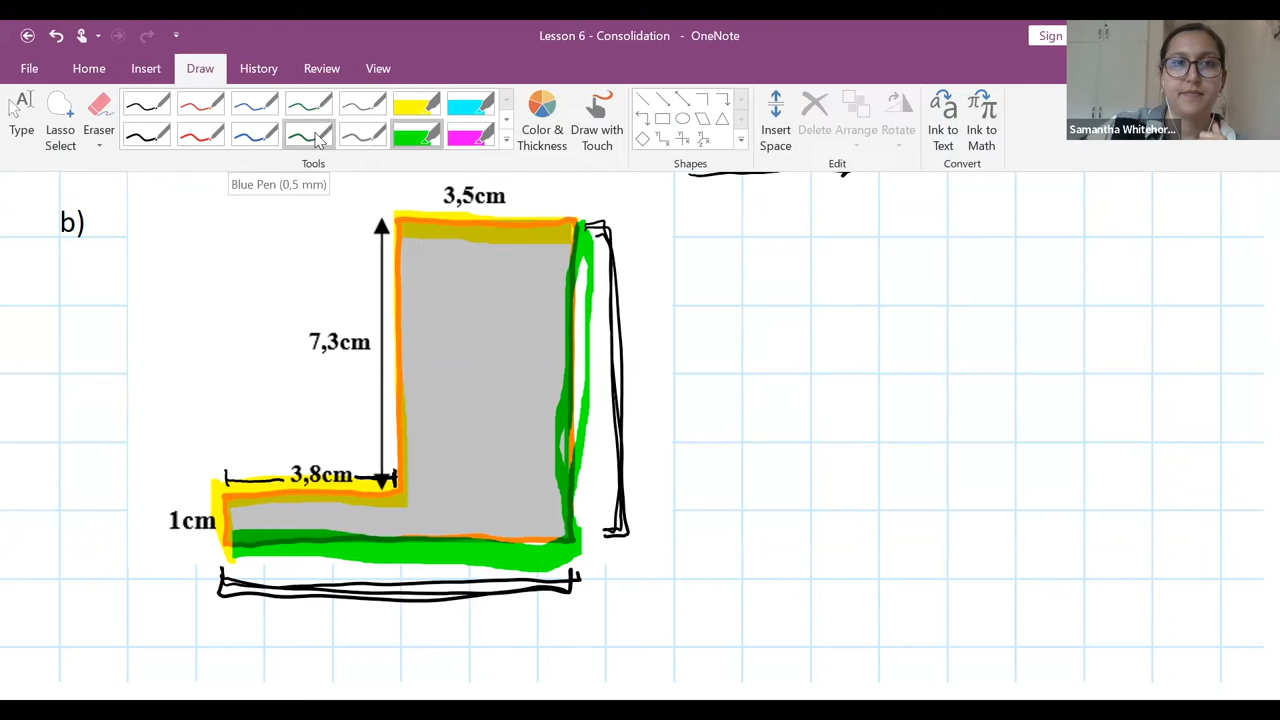 Lesson 6 - Consolidation - OneNote
Sign
File Home Insert Draw History Review View
Type
Lasso Select
Eraser
Color & Thickness
Draw with Touch
Insert Space
Delete
Arrange
Rotate
Ink to Text
Ink to Math
Tools
Shapes
Edit
Convert
Samantha Whitehor...
Blue Pen (0,5 mm)
b)
3,5cm
7,3cm
3,8cm
1cm